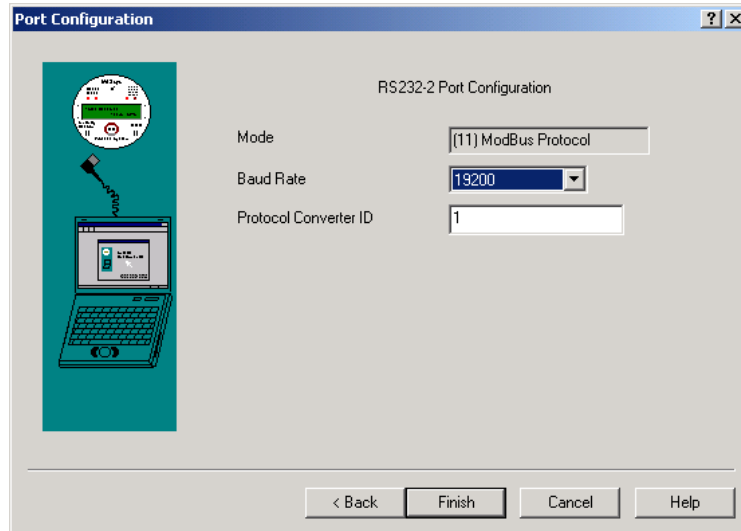 Port Configuration
RS232-2 Port Configuration
Mode
(11) ModBus Protocol
Baud Rate
19200
Protocol Converter ID
1
< Back
Finish
Cancel
Help